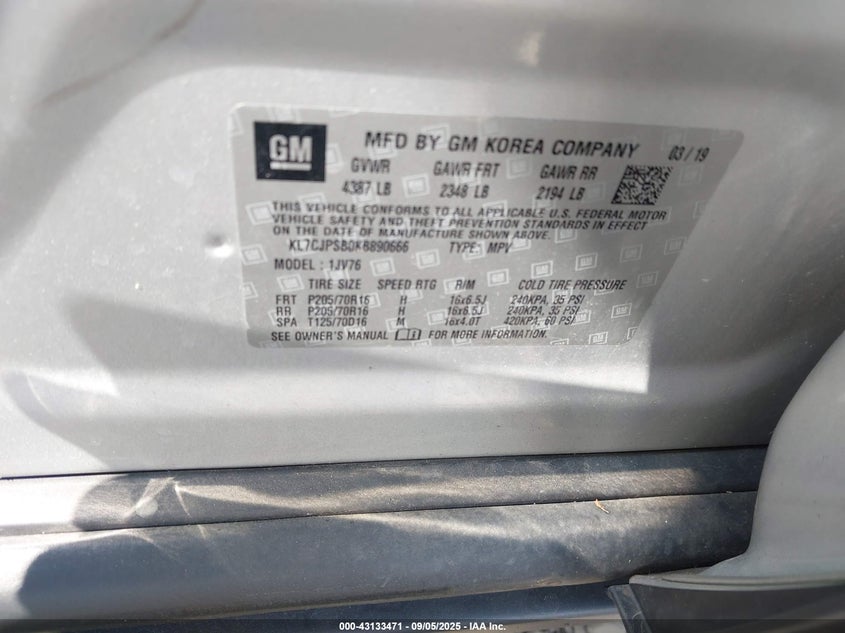 GM
MFD BY GM KOREA COMPANY 03/19
GVWR GAWR FRT GAWR RR
4387 LB 2348 LB 2194 LB
THIS VEHICLE CONFORMS TO ALL APPLICABLE U.S. FEDERAL MOTOR
VEHICLE SAFETY AND THEFT PREVENTION STANDARDS IN EFFECT
ON THE DATE OF MANUFACTURE SHOWN ABOVE.
KL7CJPSB0KB890666 TYPE: MPV
MODEL: 1JV76
TIRE SIZE SPEED RTG RIM COLD TIRE PRESSURE
FRT P205/70R16 H 16x6.5J 240KPA, 35 PSI
RR P205/70R16 H 16x6.5J 240KPA, 35 PSI
SPA T125/70D16 M 16x4.0T 420KPA, 60 PSI
SEE OWNER'S MANUAL FOR MORE INFORMATION.
000-43133471 - 09/05/2025 - IAA Inc.